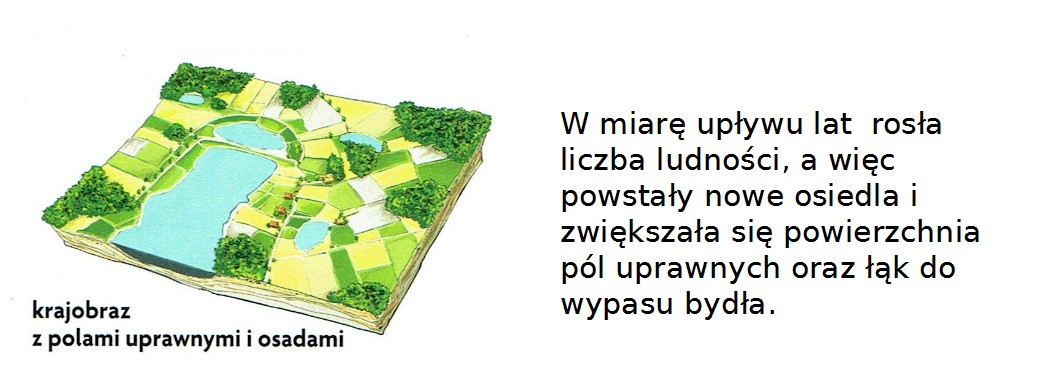 krajobraz
z polami uprawnymi i osadami
W miarę upływu lat  rosła
liczba ludności, a więc
powstały nowe osiedla i
zwiększała się powierzchnia
pól uprawnych oraz łąk do
wypasu bydła.